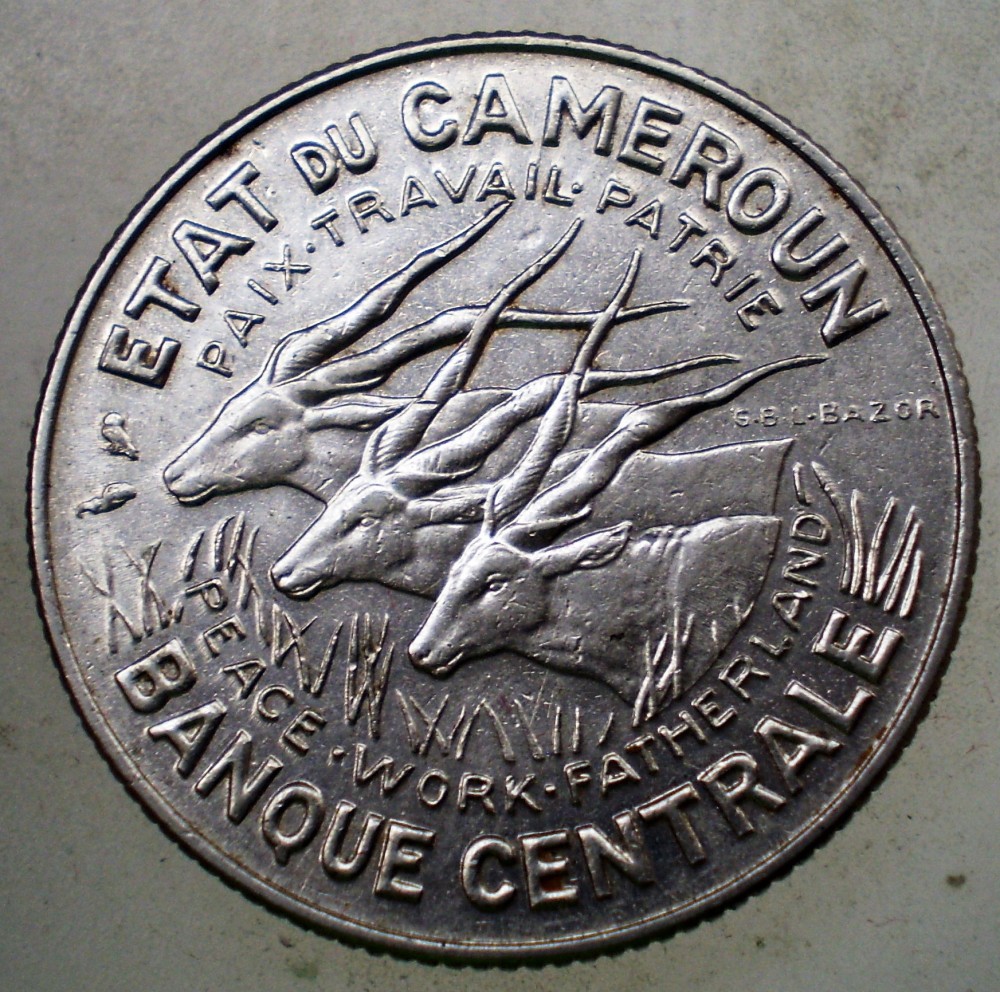 ETAT DU CAMEROUN
PAIX · TRAVAIL · PATRIE
G·B·L·BAZOR
PEACE · WORK · FATHERLAND
BANQUE CENTRALE